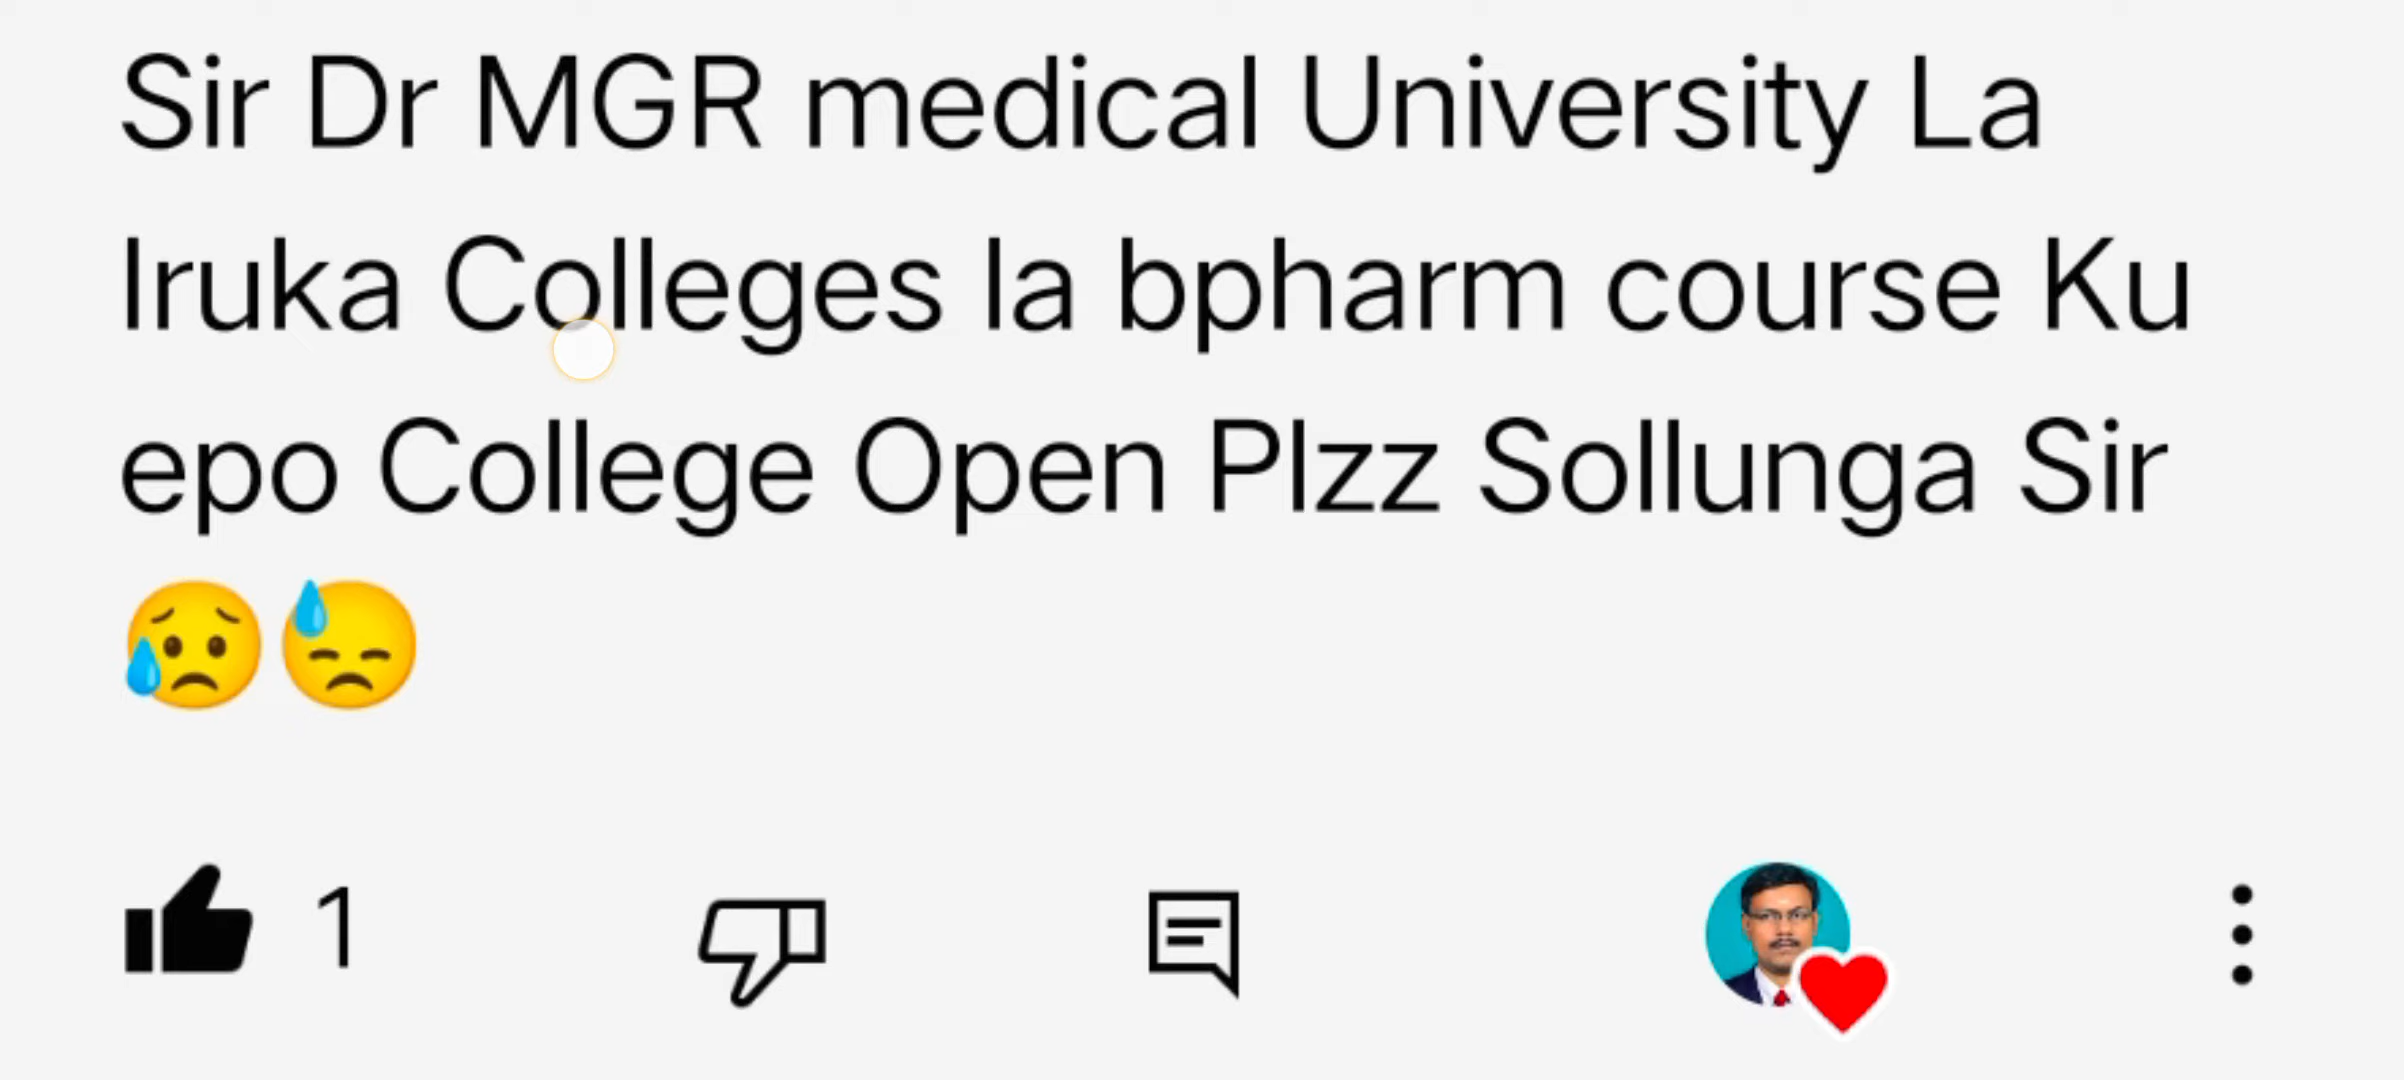 Sir Dr MGR medical University La
Iruka Colleges la bpharm course Ku
epo College Open Plzz Sollunga Sir
😥😓
1